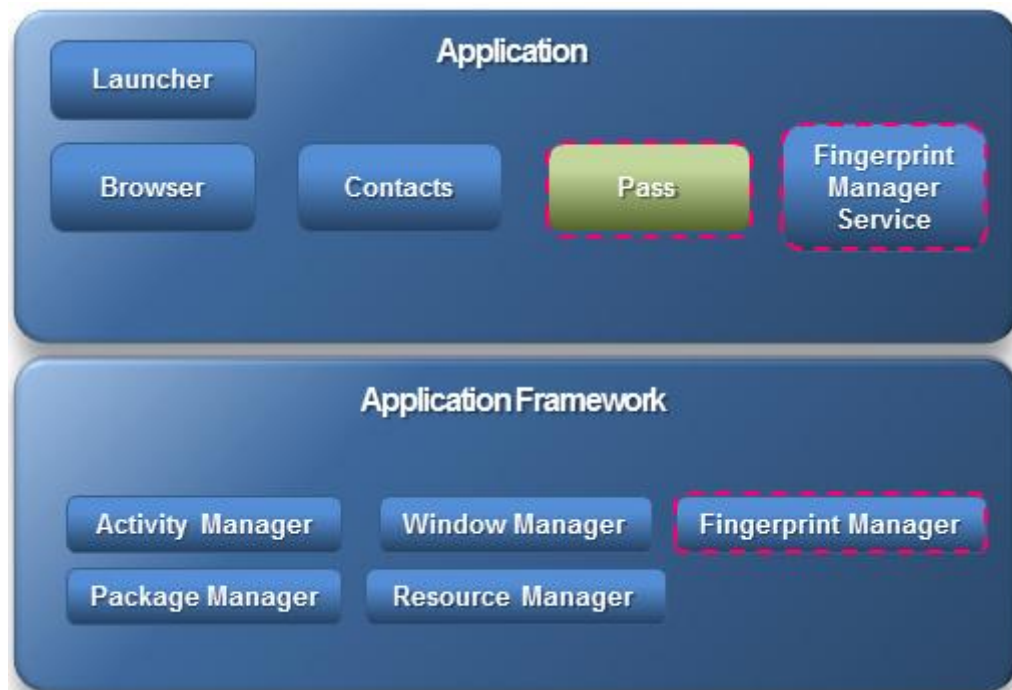 Application
Launcher
Browser
Contacts
Pass
Fingerprint
Manager
Service
Application Framework
Activity Manager
Window Manager
Fingerprint Manager
Package Manager
Resource Manager